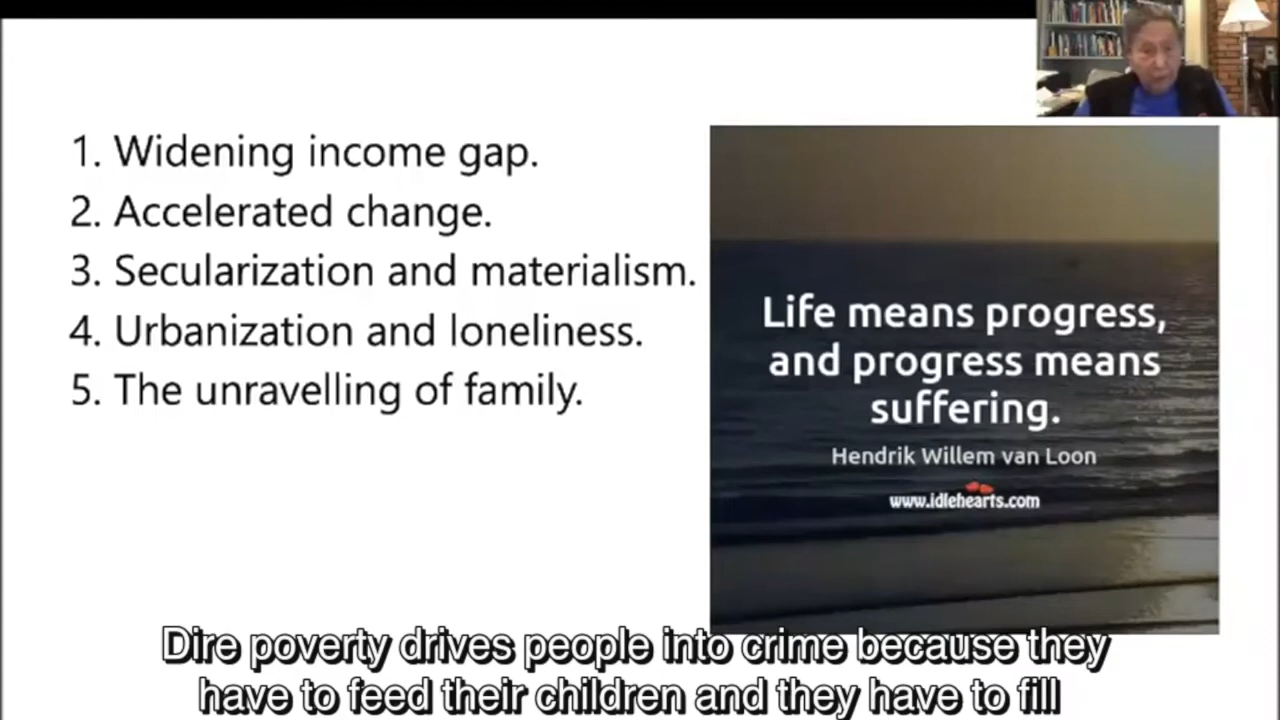 1. Widening income gap.
2. Accelerated change.
3. Secularization and materialism.
4. Urbanization and loneliness.
5. The unravelling of family.
Life means progress,
and progress means
suffering.
Hendrik Willem van Loon
www.idlehearts.com
Dire poverty drives people into crime because they
have to feed their children and they have to fill